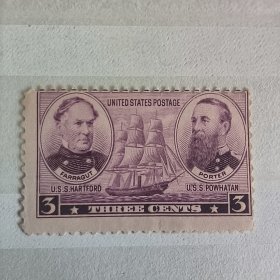 UNITED STATES POSTAGE
FARRAGUT
PORTER
U.S.S. HARTFORD
U.S.S. POWHATAN
3 THREE CENTS 3